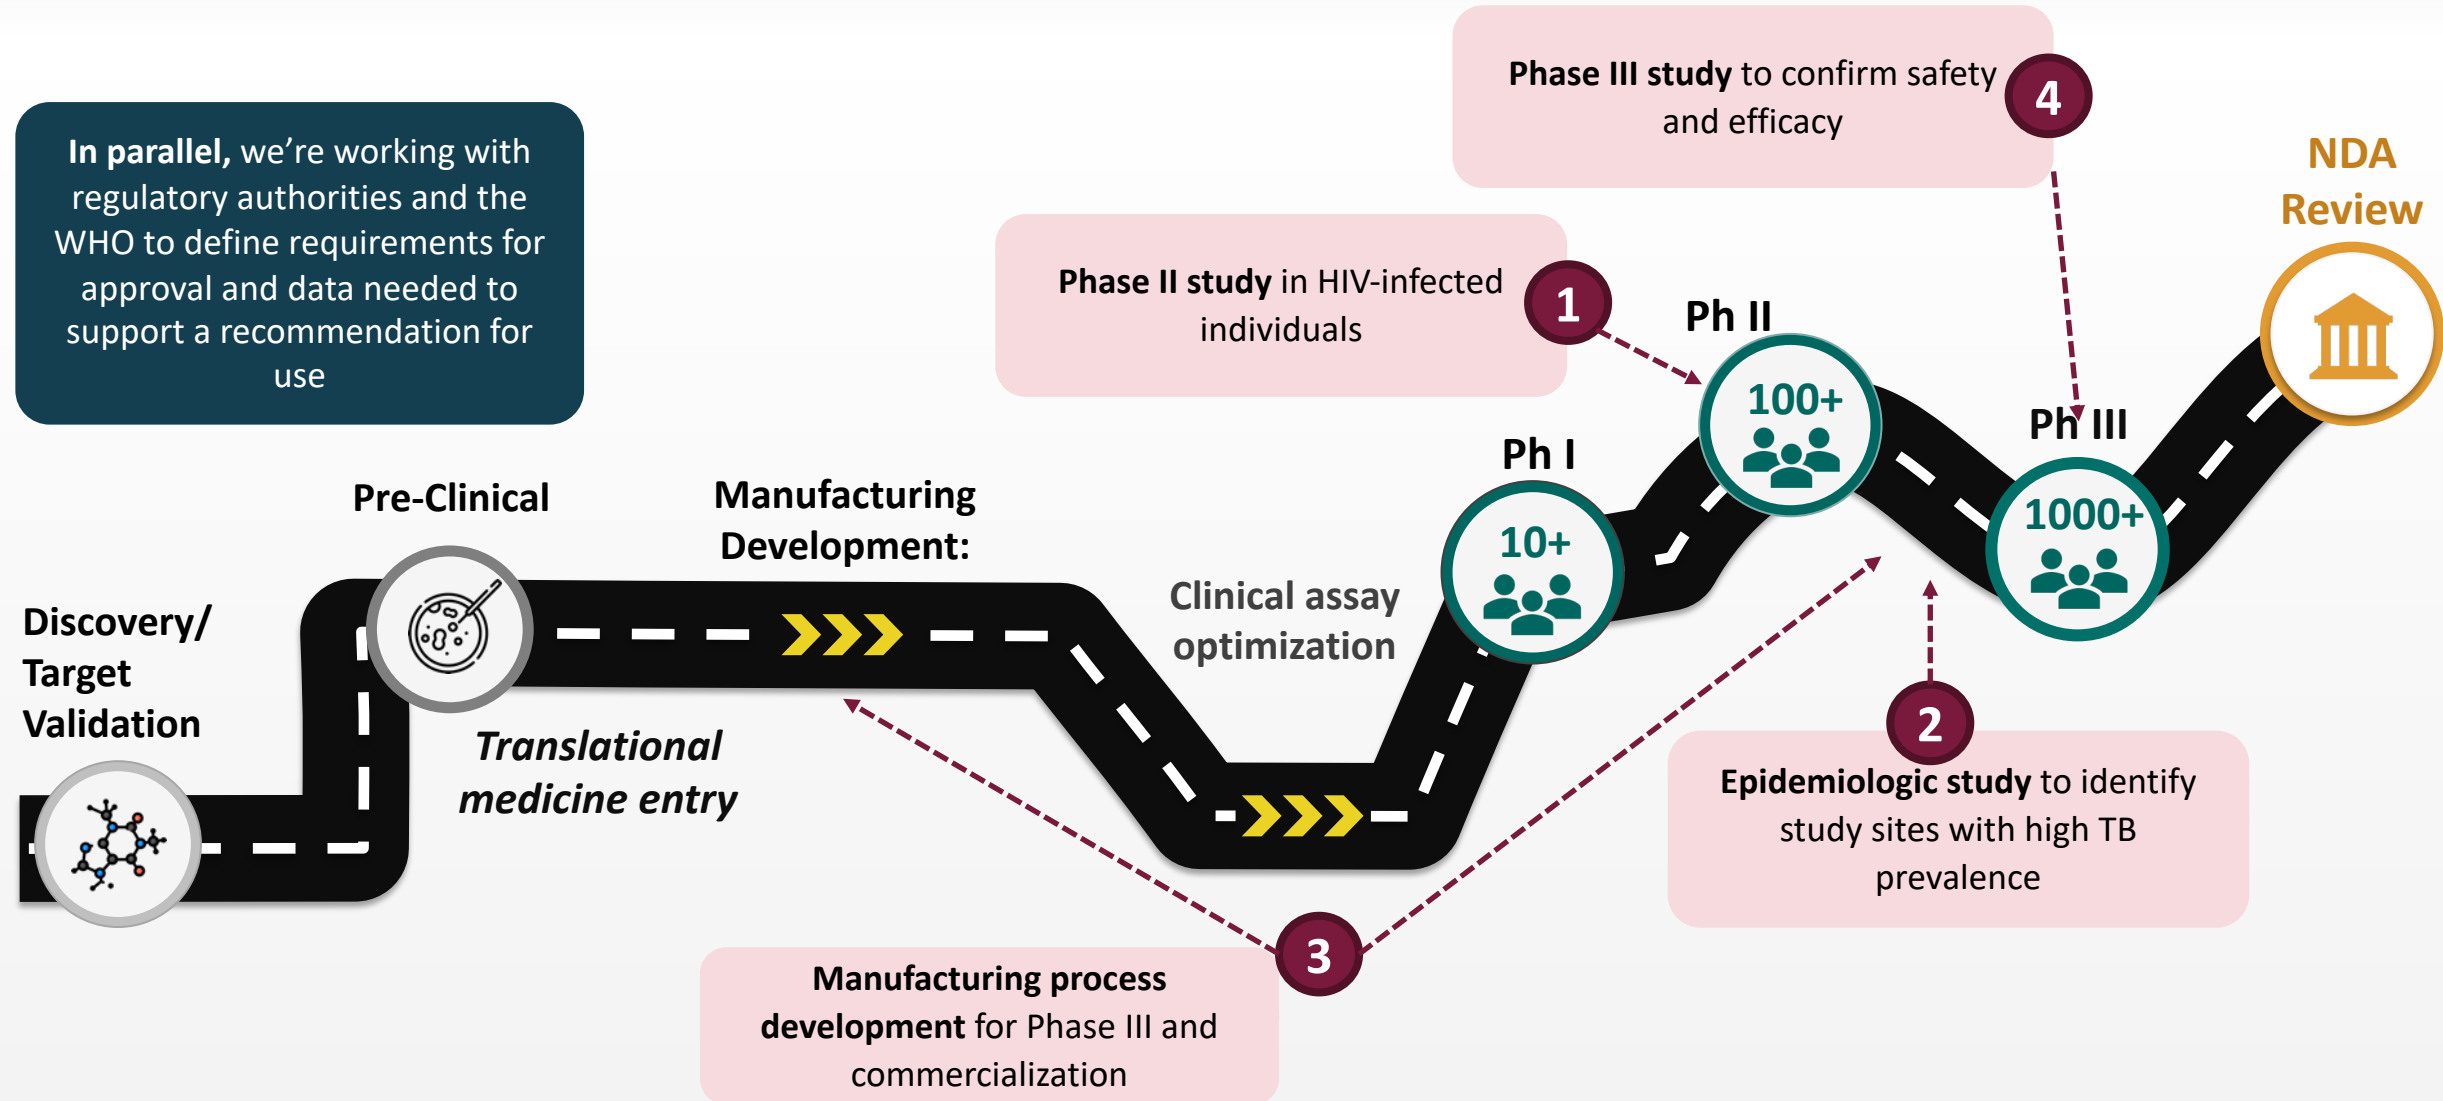 In parallel, we’re working with
regulatory authorities and the
WHO to define requirements for
approval and data needed to
support a recommendation for
use
Phase III study to confirm safety
and efficacy
4
NDA
Review
Phase II study in HIV-infected
individuals
1
Ph II
100+
Ph III
1000+
Ph I
10+
Pre-Clinical
Manufacturing
Development:
Clinical assay
optimization
Discovery/
Target
Validation
Translational
medicine entry
2
Epidemiologic study to identify
study sites with high TB
prevalence
3
Manufacturing process
development for Phase III and
commercialization